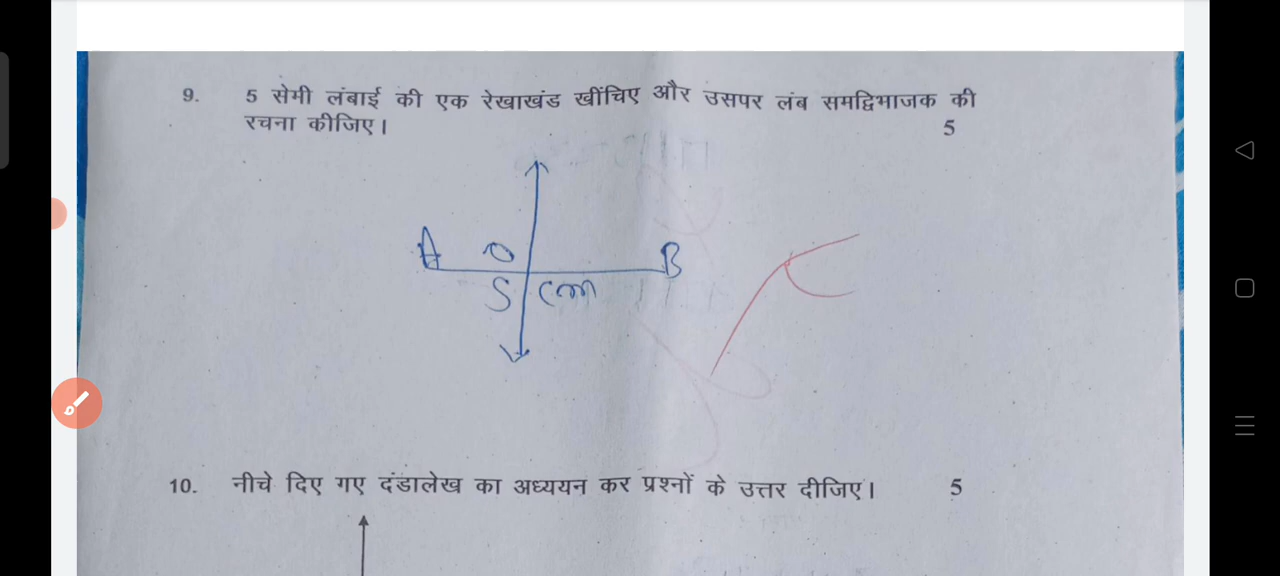 9. 5 सेमी लंबाई की एक रेखाखंड खींचिए और उसपर लंब समद्विभाजक की
रचना कीजिए। 5
A O B
5 cm
10. नीचे दिए गए दंडालेख का अध्ययन कर प्रश्नों के उत्तर दीजिए। 5